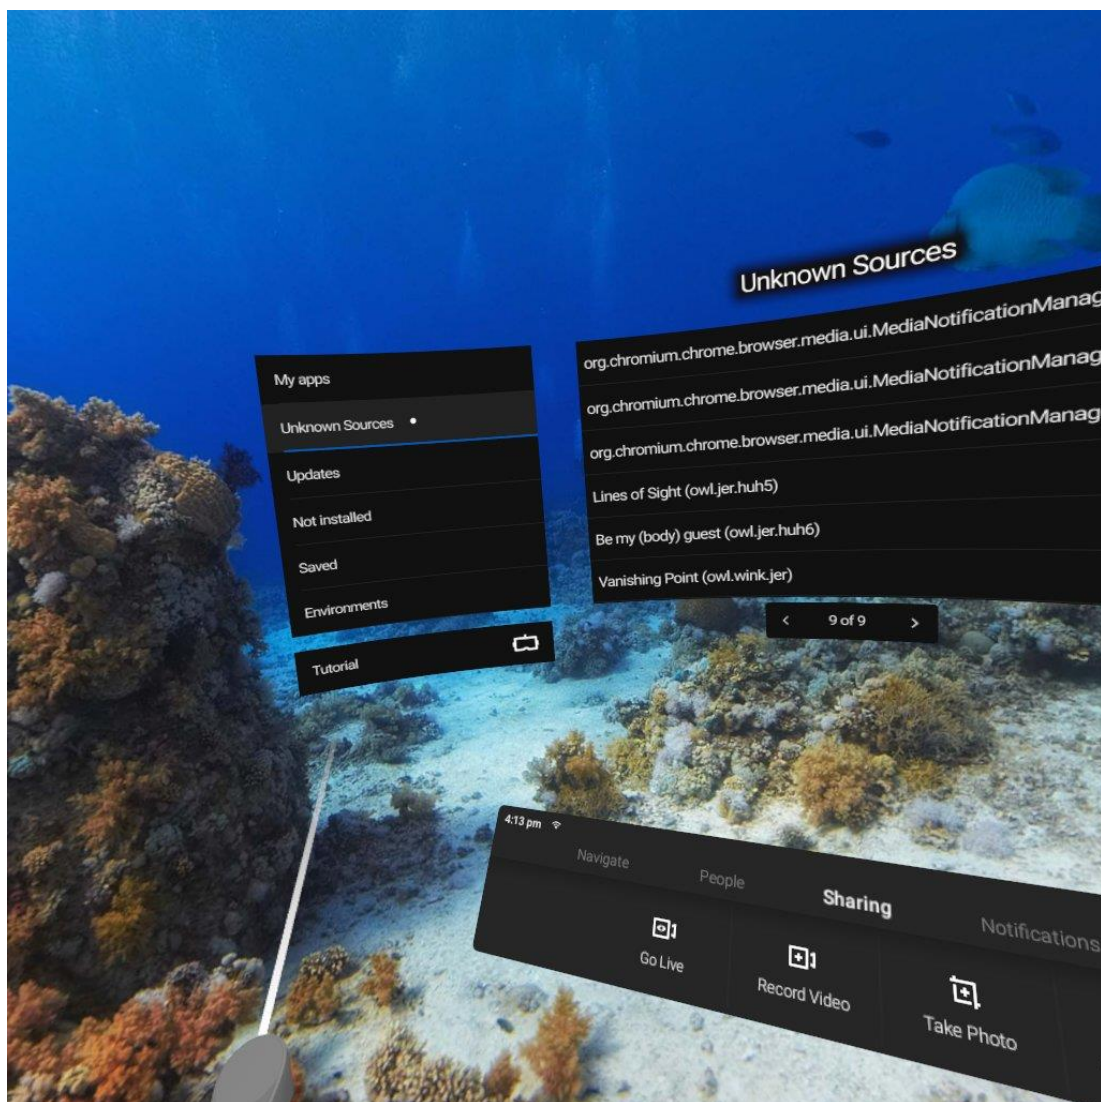 Unknown Sources
My apps
Unknown Sources
Updates
Not installed
Saved
Environments
Tutorial
org.chromium.chrome.browser.media.ui.MediaNotificationManag
org.chromium.chrome.browser.media.ui.MediaNotificationManag
org.chromium.chrome.browser.media.ui.MediaNotificationManag
Lines of Sight (owl.jer.huh5)
Be my (body) guest (owl.jer.huh6)
Vanishing Point (owl.wink.jer)
< 9 of 9 >
4:13 pm
Navigate People Sharing Notifications
Go Live Record Video Take Photo